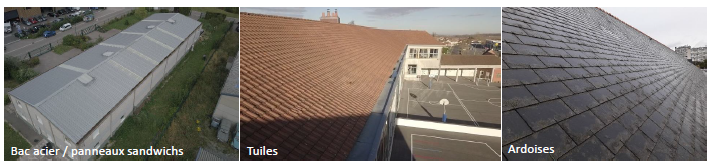 Bac acier / panneaux sandwichs
Tuiles
Ardoises